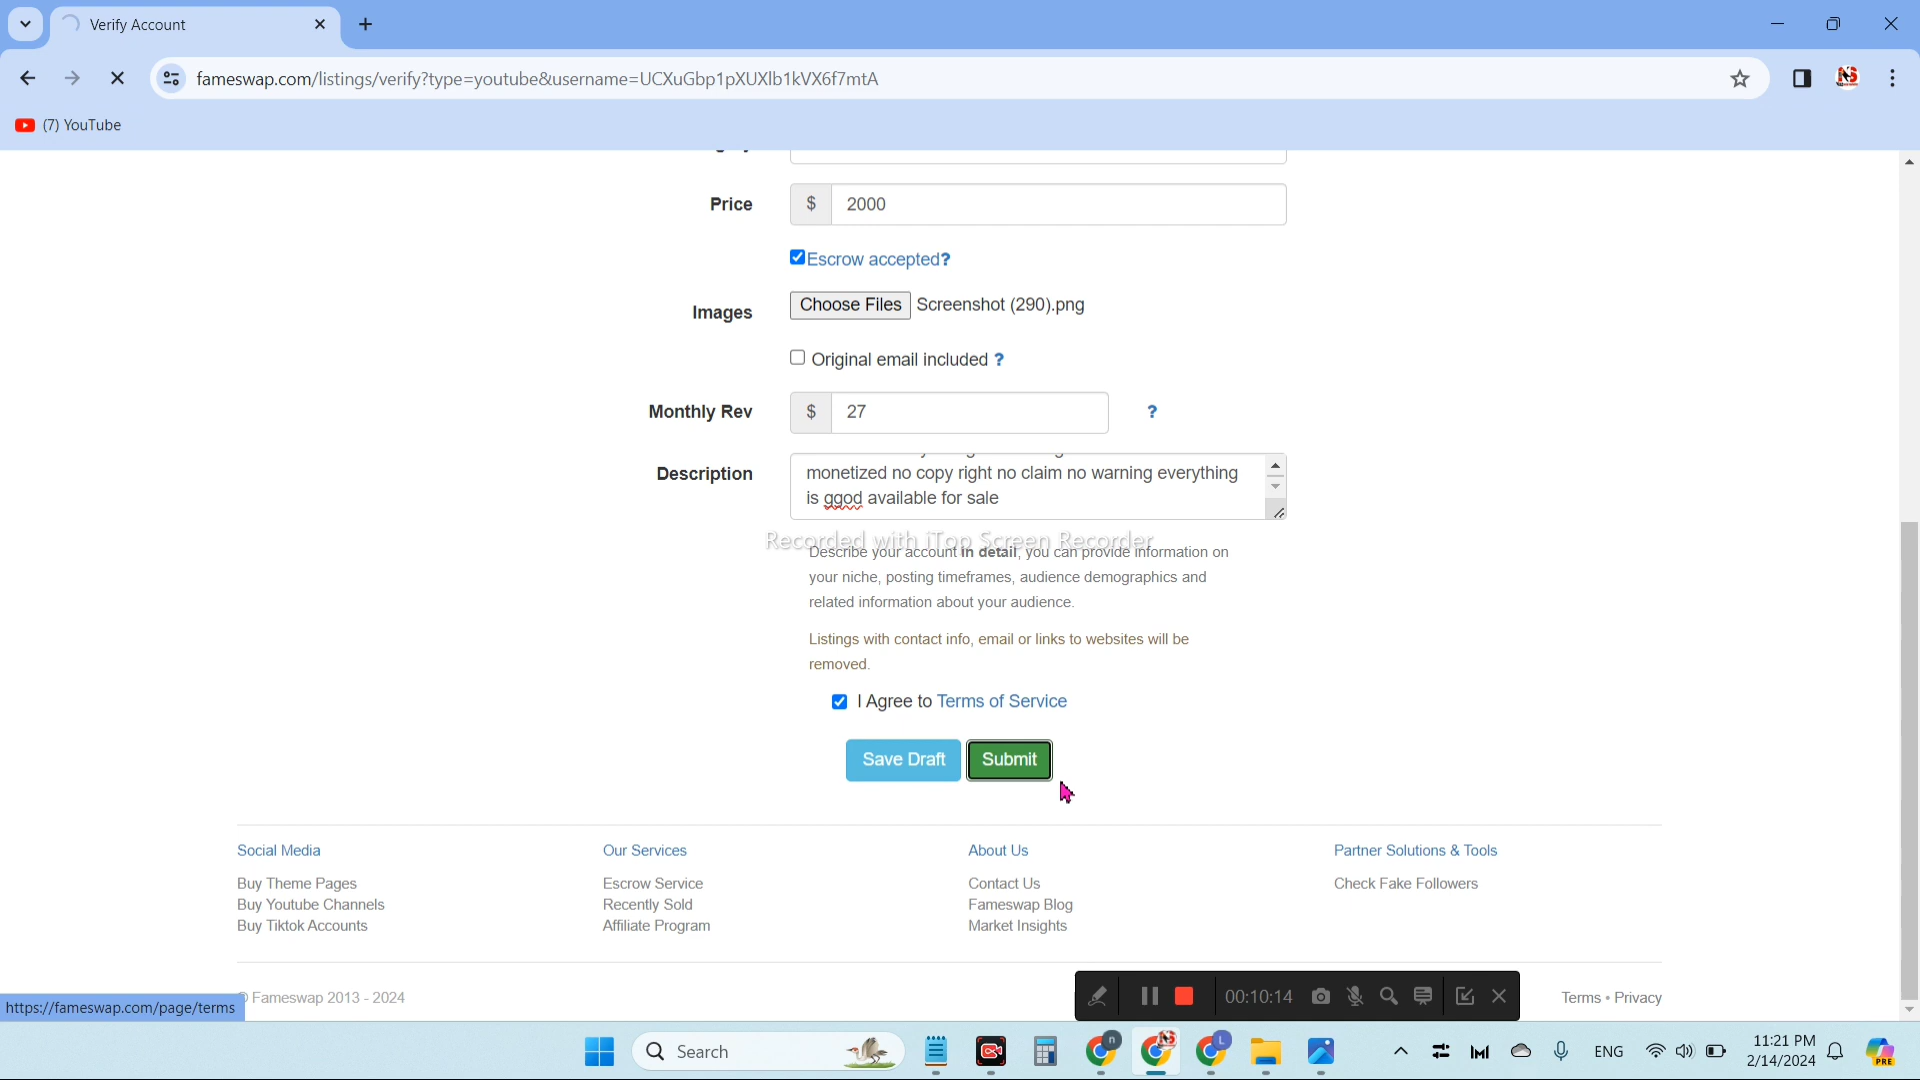 Verify Account
fameswap.com/listings/verify?type=youtube&username=UCXuGbp1pXUXlb1kVX6f7mtA
(7) YouTube
Price $ 2000
Escrow accepted?
Images Choose Files Screenshot (290).png
Original email included ?
Monthly Rev $ 27 ?
Description monetized no copy right no claim no warning everything
is ggod available for sale
Recorded with iTop Screen Recorder
Describe your account in detail, you can provide information on
your niche, posting timeframes, audience demographics and
related information about your audience.
Listings with contact info, email or links to websites will be
removed.
I Agree to Terms of Service
Save Draft Submit
Social Media Our Services About Us Partner Solutions & Tools
Buy Theme Pages Escrow Service Contact Us Check Fake Followers
Buy Youtube Channels Recently Sold Fameswap Blog
Buy Tiktok Accounts Affiliate Program Market Insights
© Fameswap 2013 - 2024 00:10:14 Terms • Privacy
https://fameswap.com/page/terms
Search ENG 11:21 PM
2/14/2024
PRE